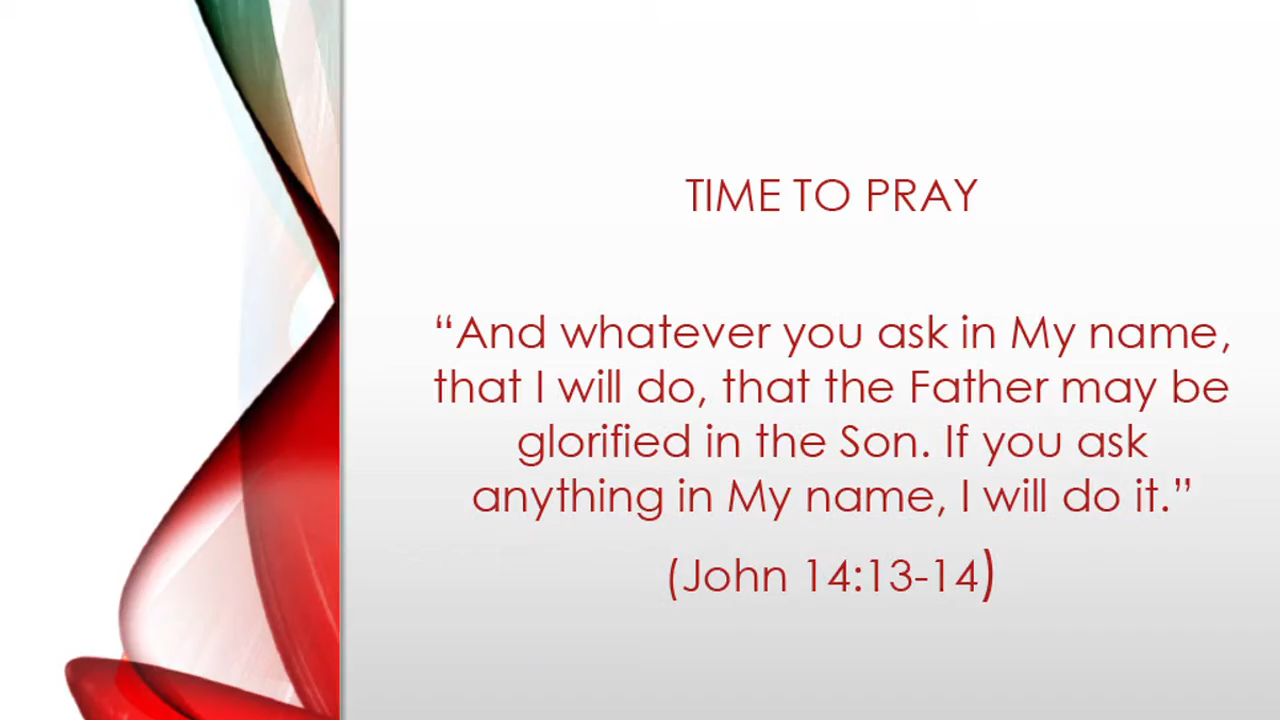 TIME TO PRAY
“And whatever you ask in My name,
that I will do, that the Father may be
glorified in the Son. If you ask
anything in My name, I will do it.”
(John 14:13-14)